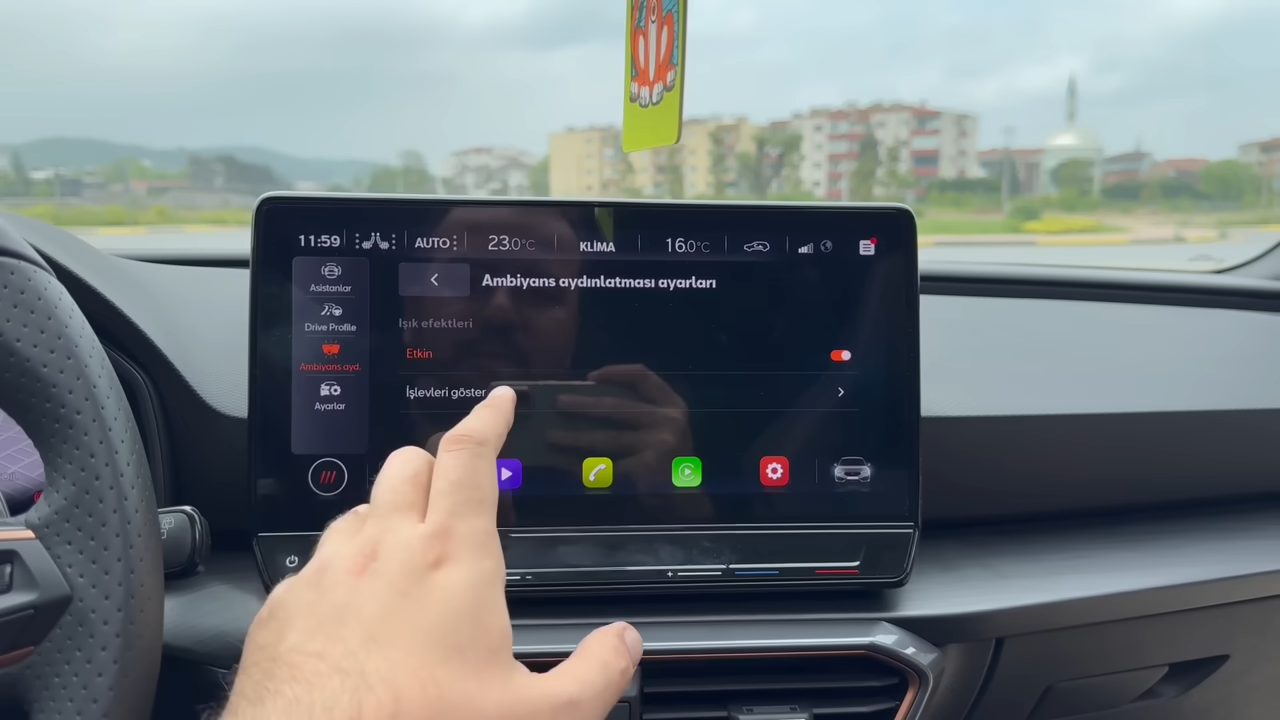 11:59 AUTO 23.0°C KLİMA 16.0°C
Asistanlar
Drive Profile
Ambiyans ayd.
Ayarlar
Ambiyans aydınlatması ayarları
Işık efektleri
Etkin
İşlevleri göster